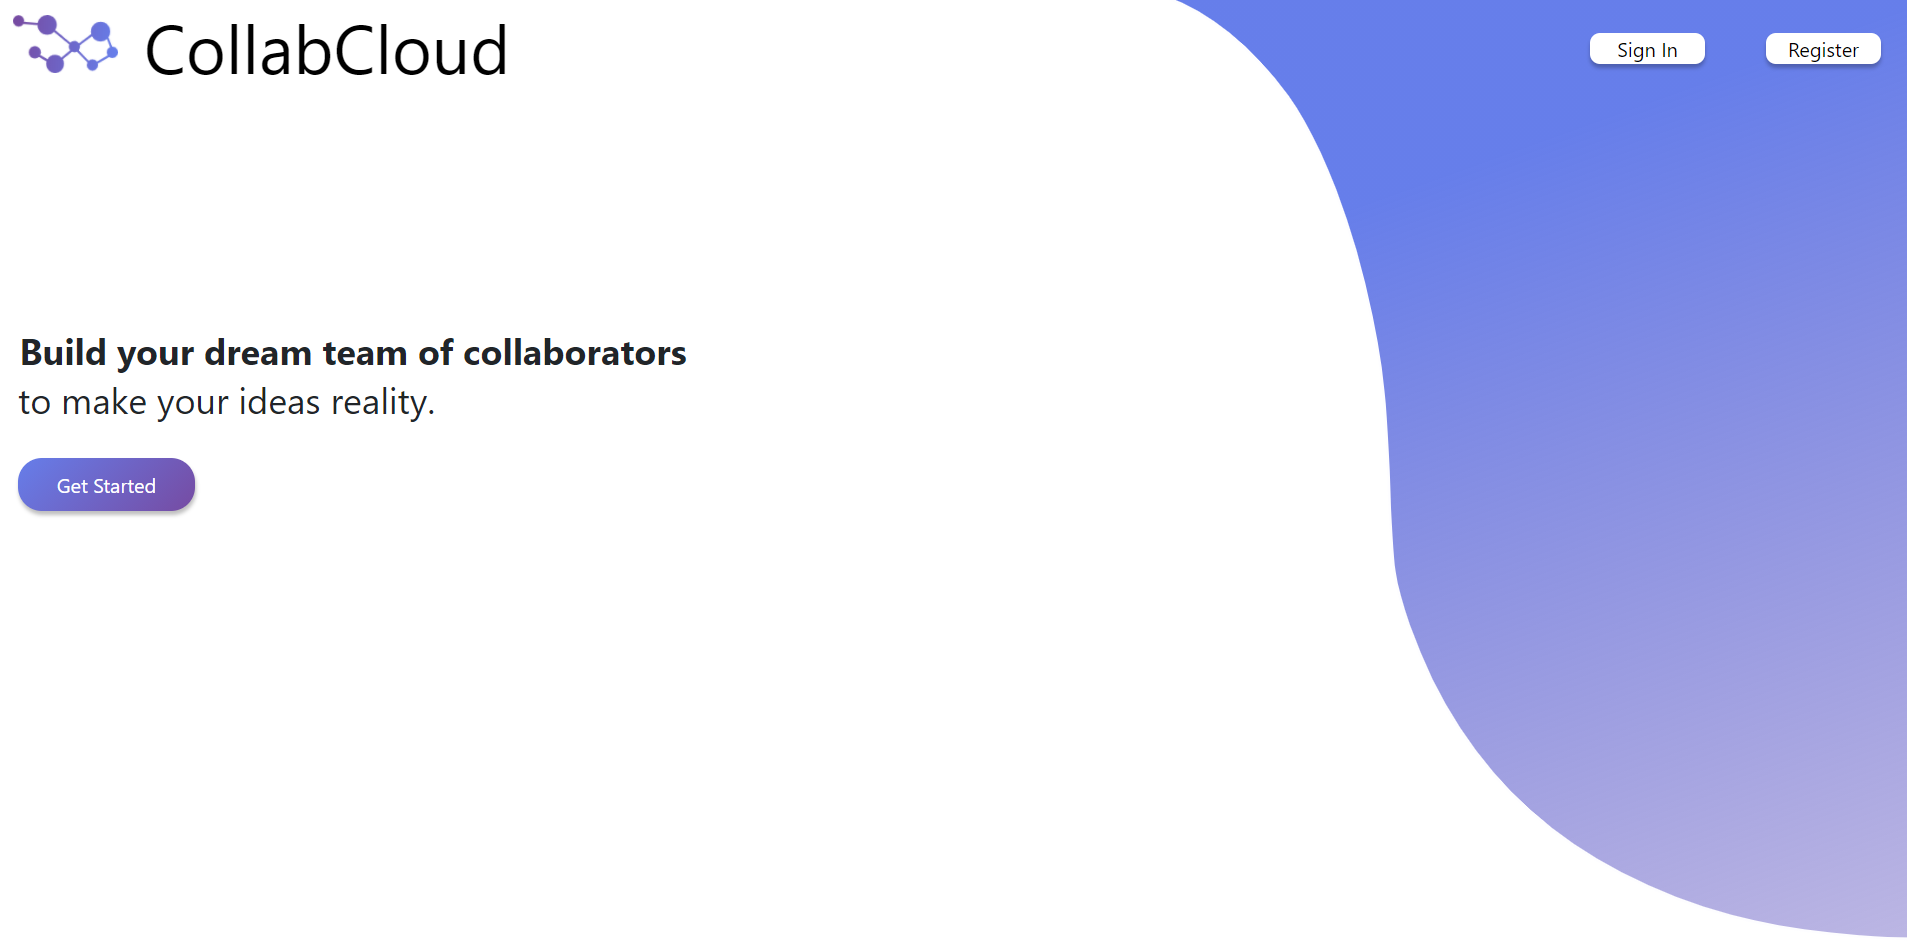 CollabCloud
Sign In
Register
Build your dream team of collaborators
to make your ideas reality.
Get Started